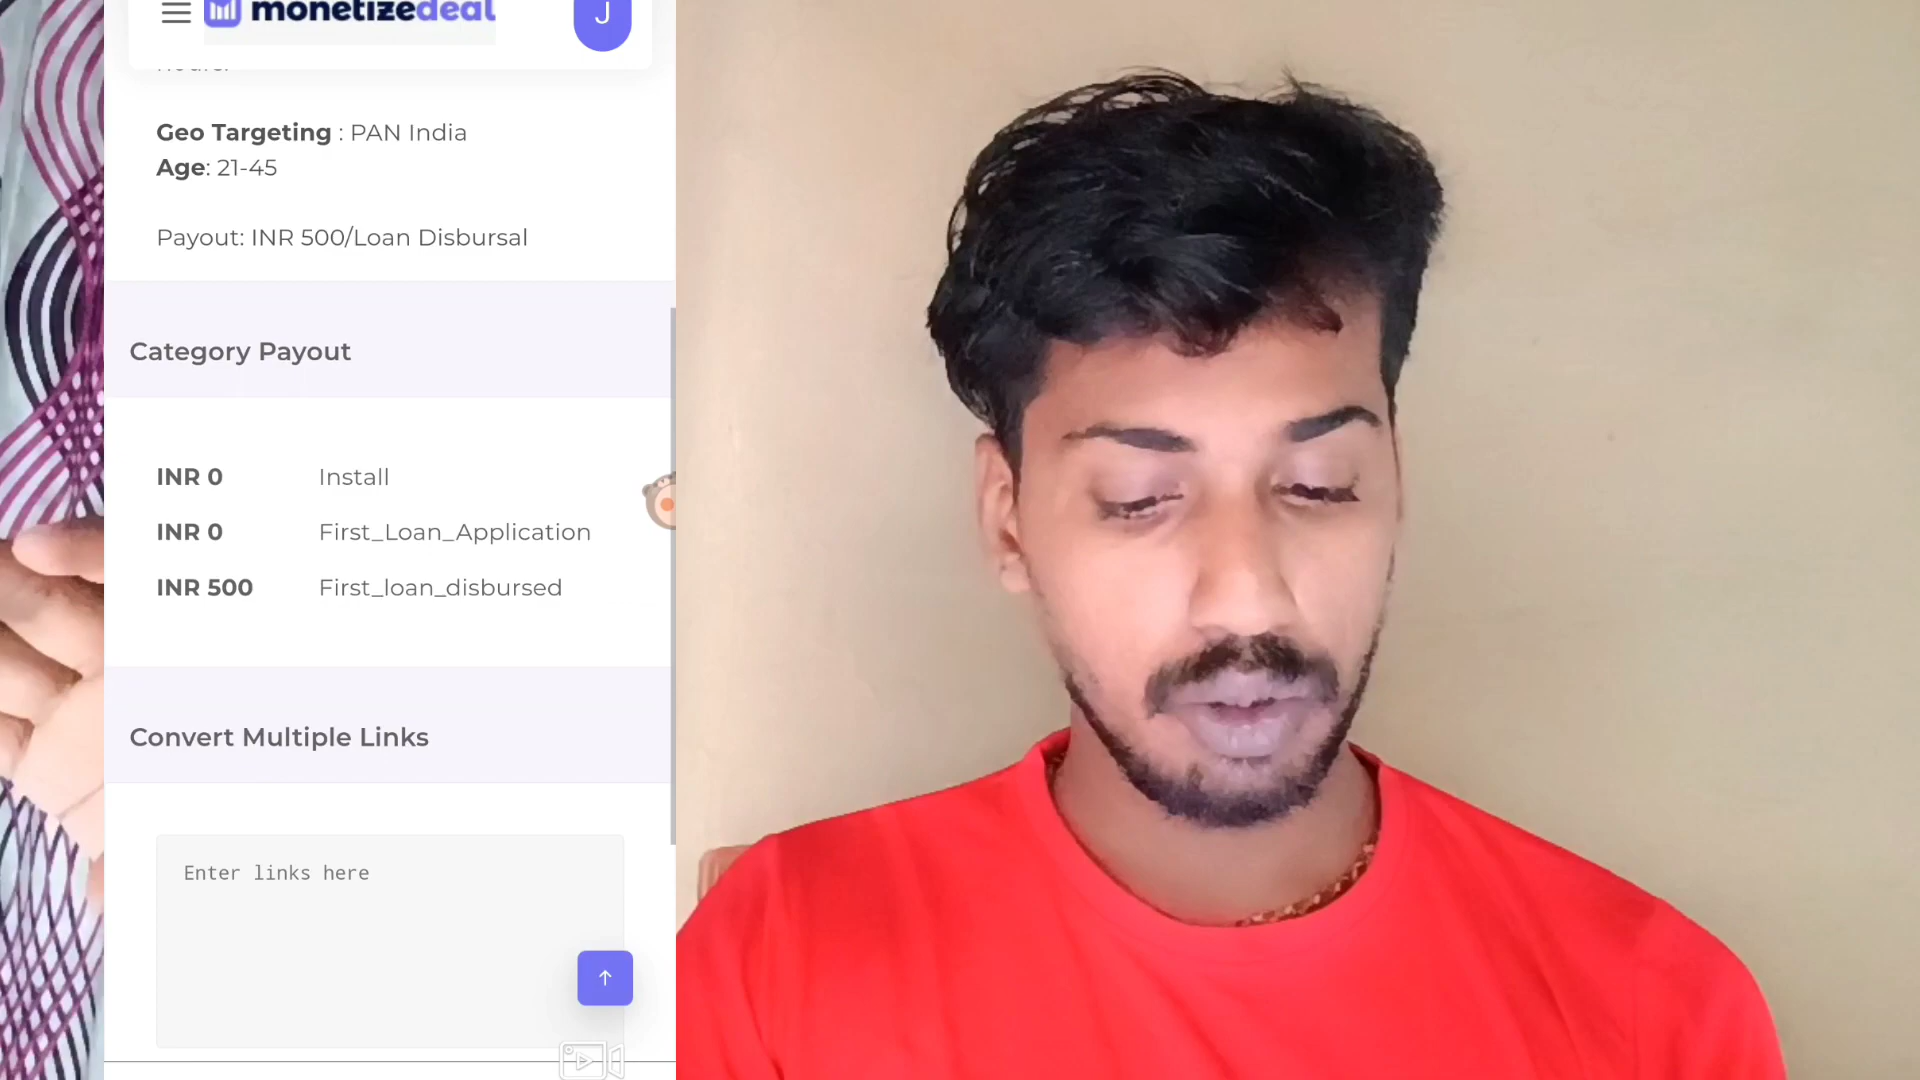 monetizedeal
J
Geo Targeting : PAN India
Age: 21-45
Payout: INR 500/Loan Disbursal
Category Payout
INR 0 Install
INR 0 First_Loan_Application
INR 500 First_loan_disbursed
Convert Multiple Links
Enter links here